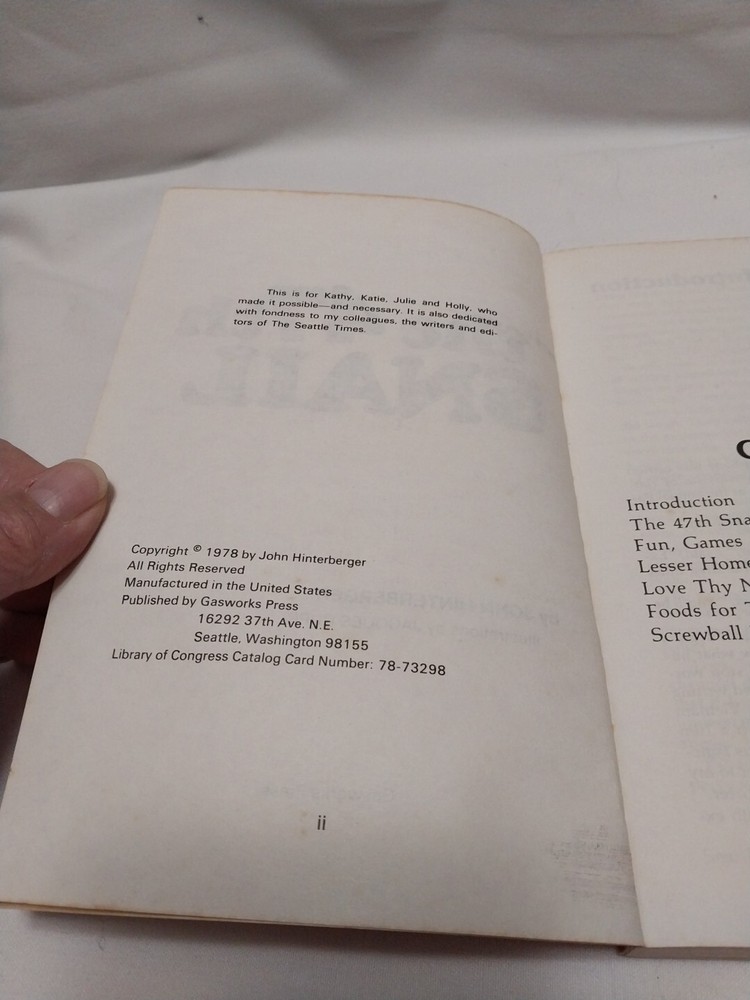 This is for Kathy, Katie, Julie and Holly, who
made it possible—and necessary. It is also dedicated
with fondness to my colleagues, the writers and edi-
tors of The Seattle Times.
Copyright © 1978 by John Hinterberger
All Rights Reserved
Manufactured in the United States
Published by Gasworks Press
16292 37th Ave. N.E.
Seattle, Washington 98155
Library of Congress Catalog Card Number: 78-73298
ii
Introduction
The 47th Sna
Fun, Games
Lesser Home
Love Thy N
Foods for T
Screwball